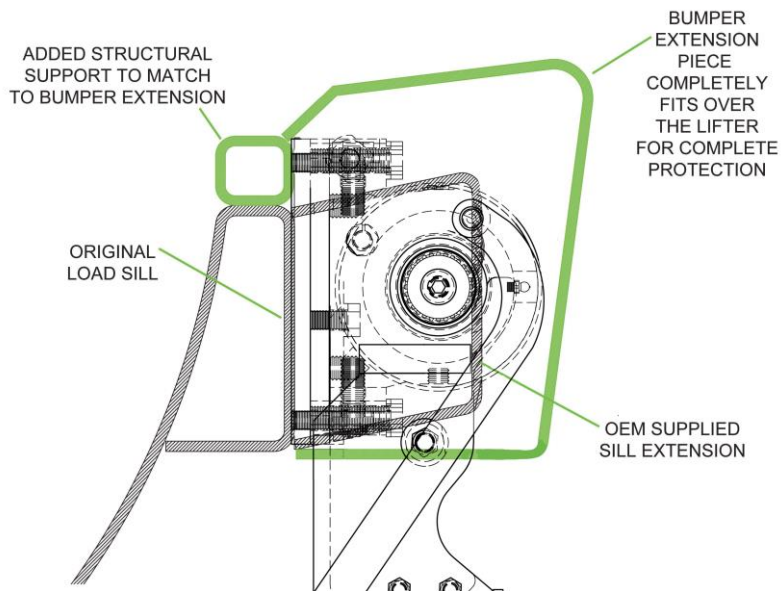 ADDED STRUCTURAL
SUPPORT TO MATCH
TO BUMPER EXTENSION
BUMPER
EXTENSION
PIECE
COMPLETELY
FITS OVER
THE LIFTER
FOR COMPLETE
PROTECTION
ORIGINAL
LOAD SILL
OEM SUPPLIED
SILL EXTENSION